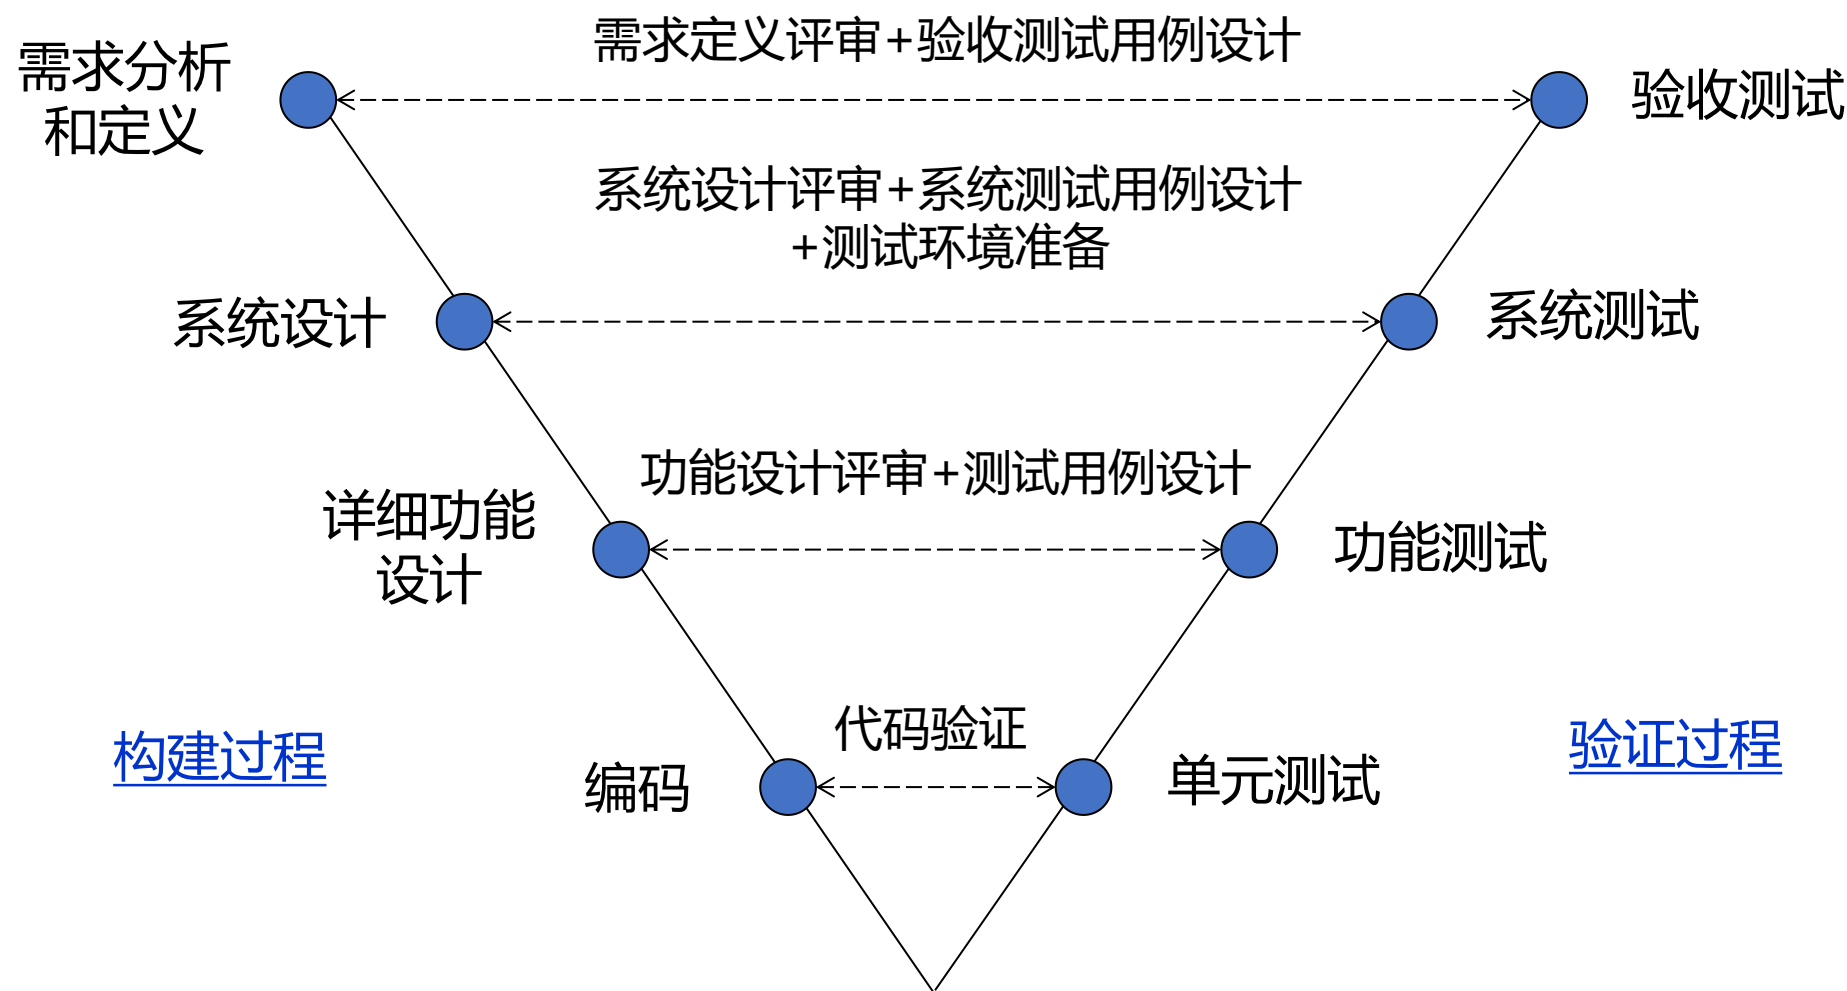 需求定义评审+验收测试用例设计
需求分析
和定义
验收测试
系统设计评审+系统测试用例设计
+测试环境准备
系统设计
系统测试
功能设计评审+测试用例设计
详细功能
设计
功能测试
代码验证
编码
单元测试
构建过程
验证过程